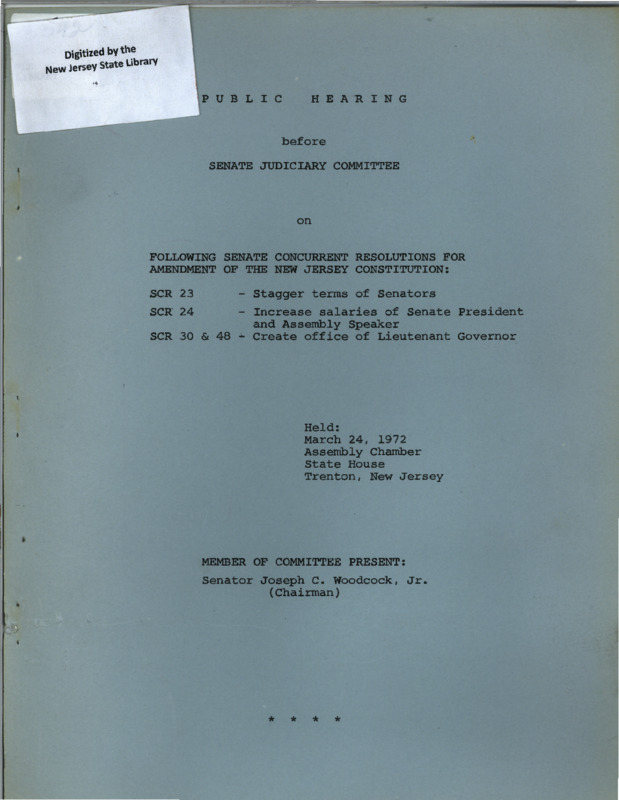 Digitized by the
New Jersey State Library
PUBLIC HEARING
before
SENATE JUDICIARY COMMITTEE
on
FOLLOWING SENATE CONCURRENT RESOLUTIONS FOR
AMENDMENT OF THE NEW JERSEY CONSTITUTION:
SCR 23 - Stagger terms of Senators
SCR 24 - Increase salaries of Senate President
and Assembly Speaker
SCR 30 & 48 - Create office of Lieutenant Governor
Held:
March 24, 1972
Assembly Chamber
State House
Trenton, New Jersey
MEMBER OF COMMITTEE PRESENT:
Senator Joseph C. Woodcock, Jr.
(Chairman)
* * * *